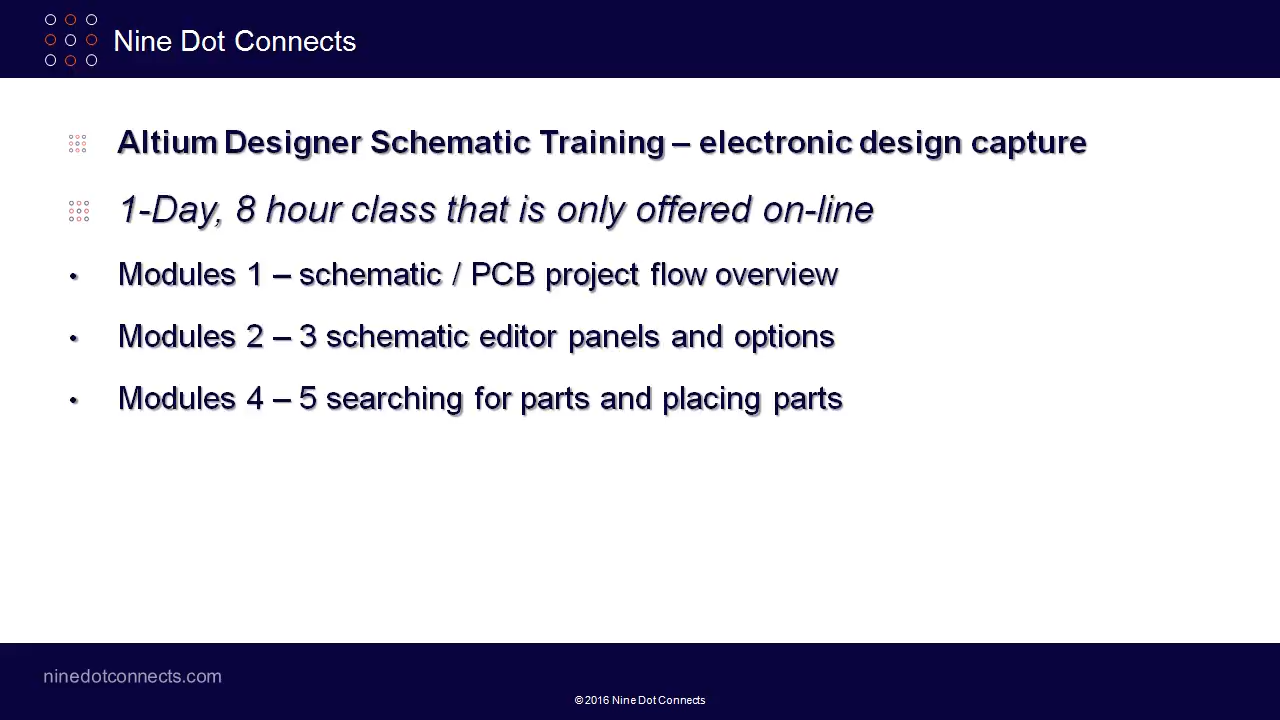 Nine Dot Connects
Altium Designer Schematic Training – electronic design capture
1-Day, 8 hour class that is only offered on-line
• Modules 1 – schematic / PCB project flow overview
• Modules 2 – 3 schematic editor panels and options
• Modules 4 – 5 searching for parts and placing parts
ninedotconnects.com
©2016 Nine Dot Connects